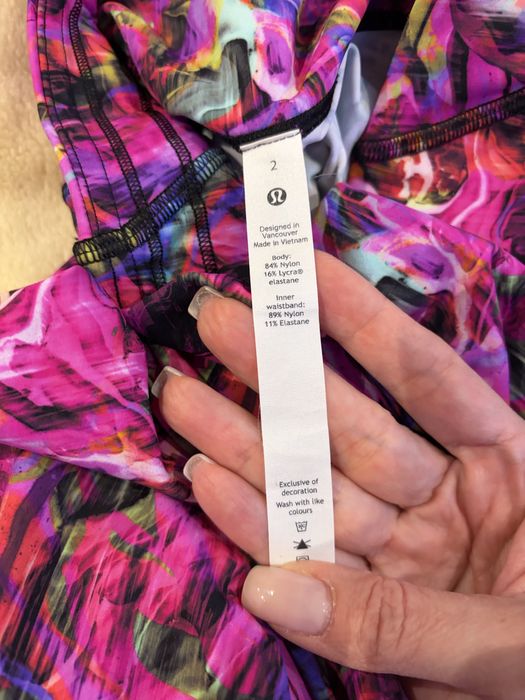 2
Designed in
Vancouver
Made in Vietnam
Body:
84% Nylon
16% Lycra®
elastane
Inner
waistband:
89% Nylon
11% Elastane
Exclusive of
decoration
Wash with like
colours